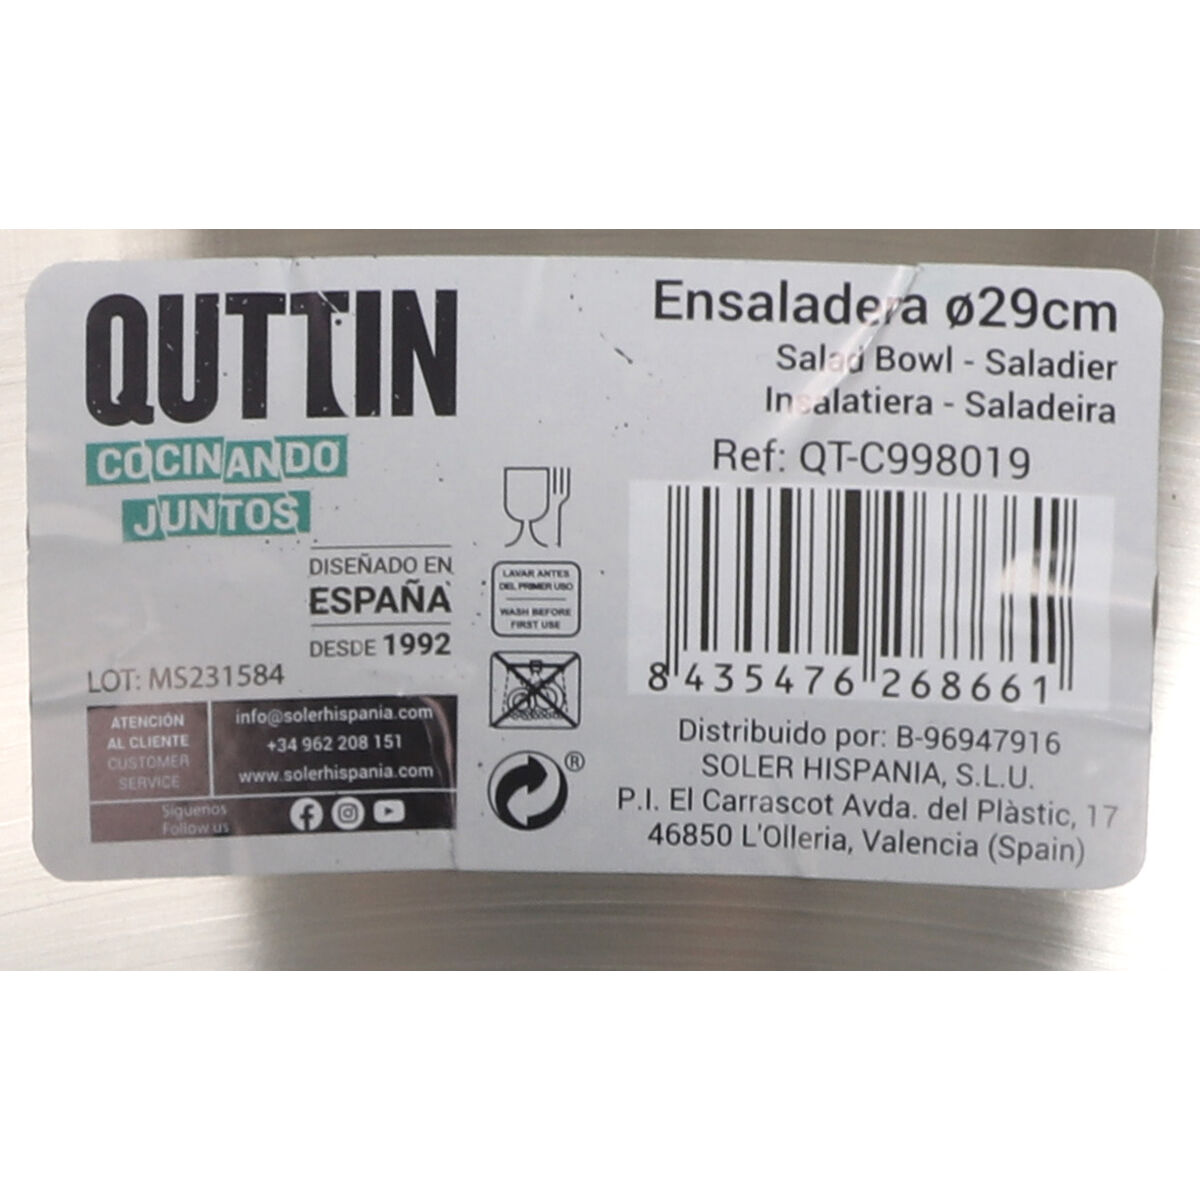 QUTTIN
COCINANDO
JUNTOS
DISEÑADO EN
ESPAÑA
DESDE 1992
LOT: MS231584
ATENCIÓN
AL CLIENTE
CUSTOMER
SERVICE
info@solerhispania.com
+34 962 208 151
www.solerhispania.com
Síguenos
Follow us
LAVAR ANTES
DEL PRIMER USO
WASH BEFORE
FIRST USE
®
Ensaladera ø29cm
Salad Bowl - Saladier
Insalatiera - Saladeira
Ref: QT-C998019
8 435476 268661
Distribuido por: B-96947916
SOLER HISPANIA, S.L.U.
P.I. El Carrascot Avda. del Plàstic, 17
46850 L'Olleria, Valencia (Spain)